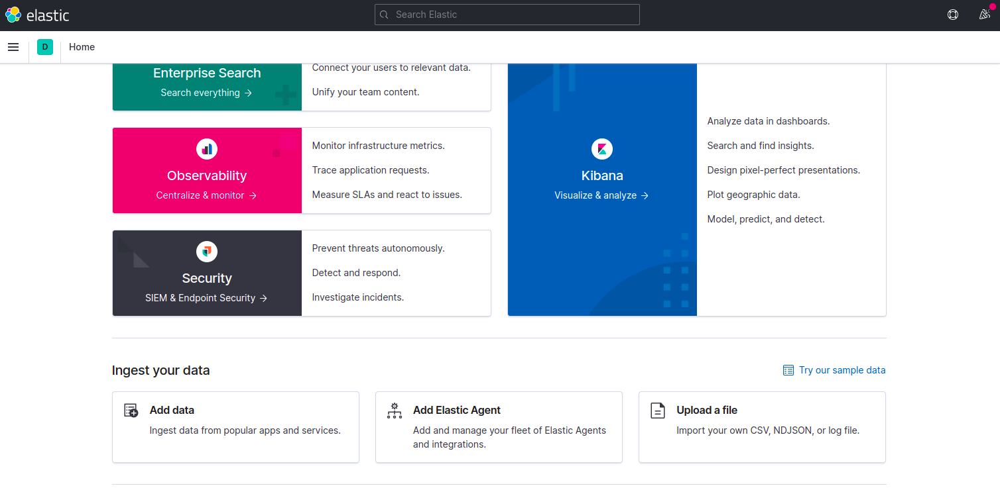 elastic
Search Elastic
D
Home
Enterprise Search
Search everything →
Connect your users to relevant data.
Unify your team content.
Observability
Centralize & monitor →
Monitor infrastructure metrics.
Trace application requests.
Measure SLAs and react to issues.
Security
SIEM & Endpoint Security →
Prevent threats autonomously.
Detect and respond.
Investigate incidents.
Kibana
Visualize & analyze →
Analyze data in dashboards.
Search and find insights.
Design pixel-perfect presentations.
Plot geographic data.
Model, predict, and detect.
Ingest your data
Try our sample data
Add data
Ingest data from popular apps and services.
Add Elastic Agent
Add and manage your fleet of Elastic Agents
and integrations.
Upload a file
Import your own CSV, NDJSON, or log file.